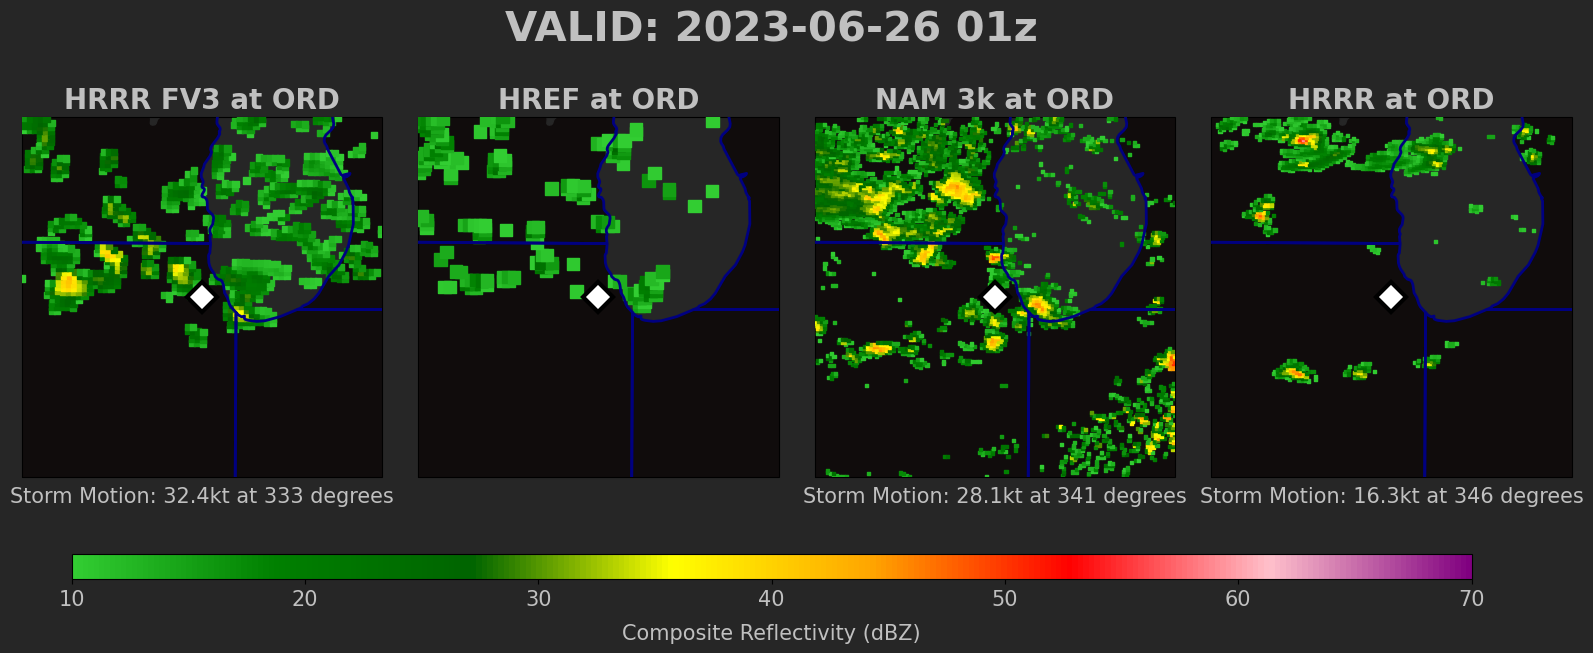 VALID: 2023-06-26 01z
HRRR FV3 at ORD
HREF at ORD
NAM 3k at ORD
HRRR at ORD
Storm Motion: 32.4kt at 333 degrees
Storm Motion: 28.1kt at 341 degrees
Storm Motion: 16.3kt at 346 degrees
10 20 30 40 50 60 70
Composite Reflectivity (dBZ)